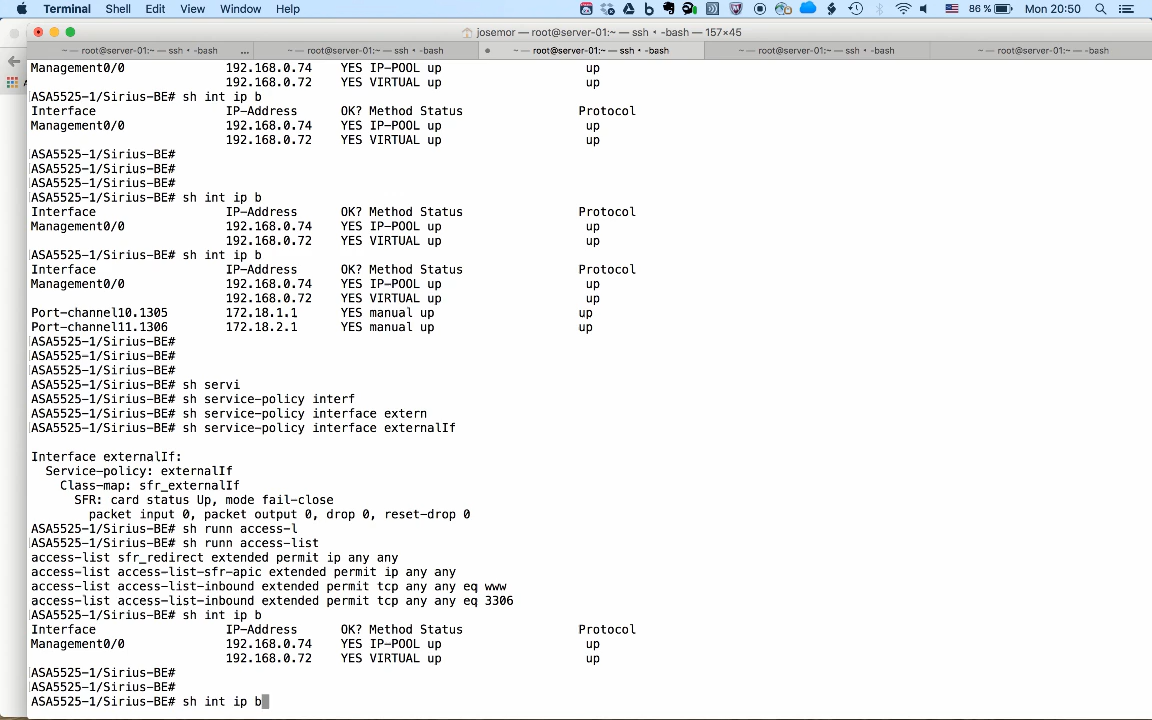 Terminal Shell Edit View Window Help 86 % Mon 20:50
josemor — root@server-01:~ — ssh • -bash — 157×45
~ — root@server-01:~ — ssh • -bash ... ~ — root@server-01:~ — ssh • -bash ~ — root@server-01:~ — ssh • -bash ~ — root@server-01:~ — ssh • -bash ~ — root@server-01:~ — ssh • -bash
Management0/0 192.168.0.74 YES IP-POOL up up
192.168.0.72 YES VIRTUAL up up
ASA5525-1/Sirius-BE# sh int ip b
Interface IP-Address OK? Method Status Protocol
Management0/0 192.168.0.74 YES IP-POOL up up
192.168.0.72 YES VIRTUAL up up
ASA5525-1/Sirius-BE#
ASA5525-1/Sirius-BE#
ASA5525-1/Sirius-BE#
ASA5525-1/Sirius-BE# sh int ip b
Interface IP-Address OK? Method Status Protocol
Management0/0 192.168.0.74 YES IP-POOL up up
192.168.0.72 YES VIRTUAL up up
ASA5525-1/Sirius-BE# sh int ip b
Interface IP-Address OK? Method Status Protocol
Management0/0 192.168.0.74 YES IP-POOL up up
192.168.0.72 YES VIRTUAL up up
Port-channel10.1305 172.18.1.1 YES manual up up
Port-channel11.1306 172.18.2.1 YES manual up up
ASA5525-1/Sirius-BE#
ASA5525-1/Sirius-BE#
ASA5525-1/Sirius-BE#
ASA5525-1/Sirius-BE# sh servi
ASA5525-1/Sirius-BE# sh service-policy interf
ASA5525-1/Sirius-BE# sh service-policy interface extern
ASA5525-1/Sirius-BE# sh service-policy interface externalIf
Interface externalIf:
Service-policy: externalIf
Class-map: sfr_externalIf
SFR: card status Up, mode fail-close
packet input 0, packet output 0, drop 0, reset-drop 0
ASA5525-1/Sirius-BE# sh runn access-l
ASA5525-1/Sirius-BE# sh runn access-list
access-list sfr_redirect extended permit ip any any
access-list access-list-sfr-apic extended permit ip any any
access-list access-list-inbound extended permit tcp any any eq www
access-list access-list-inbound extended permit tcp any any eq 3306
ASA5525-1/Sirius-BE# sh int ip b
Interface IP-Address OK? Method Status Protocol
Management0/0 192.168.0.74 YES IP-POOL up up
192.168.0.72 YES VIRTUAL up up
ASA5525-1/Sirius-BE#
ASA5525-1/Sirius-BE#
ASA5525-1/Sirius-BE# sh int ip b